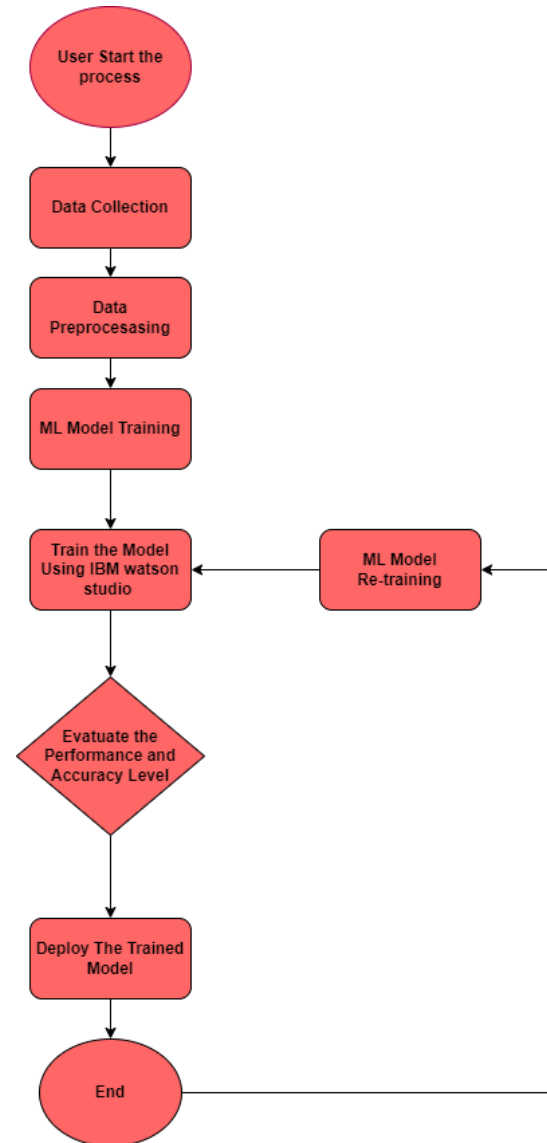 User Start the
process
Data Collection
Data
Preprocesasing
ML Model Training
Train the Model
Using IBM watson
studio
ML Model
Re-training
Evaluate the
Performance and
Accuracy Level
Deploy The Trained
Model
End